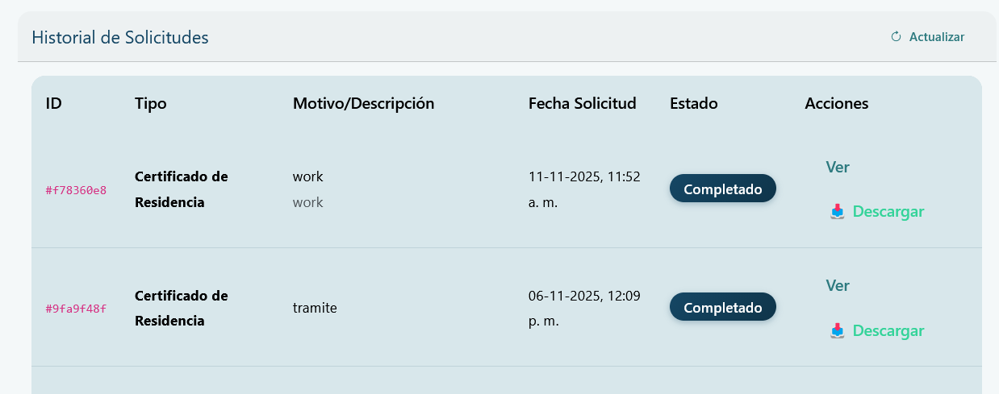 Historial de Solicitudes
Actualizar
ID Tipo Motivo/Descripción Fecha Solicitud Estado Acciones
#f78360e8
Certificado de
Residencia
work
work
11-11-2025, 11:52
a. m.
Completado
Ver
Descargar
#9fa9f48f
Certificado de
Residencia
tramite
06-11-2025, 12:09
p. m.
Completado
Ver
Descargar